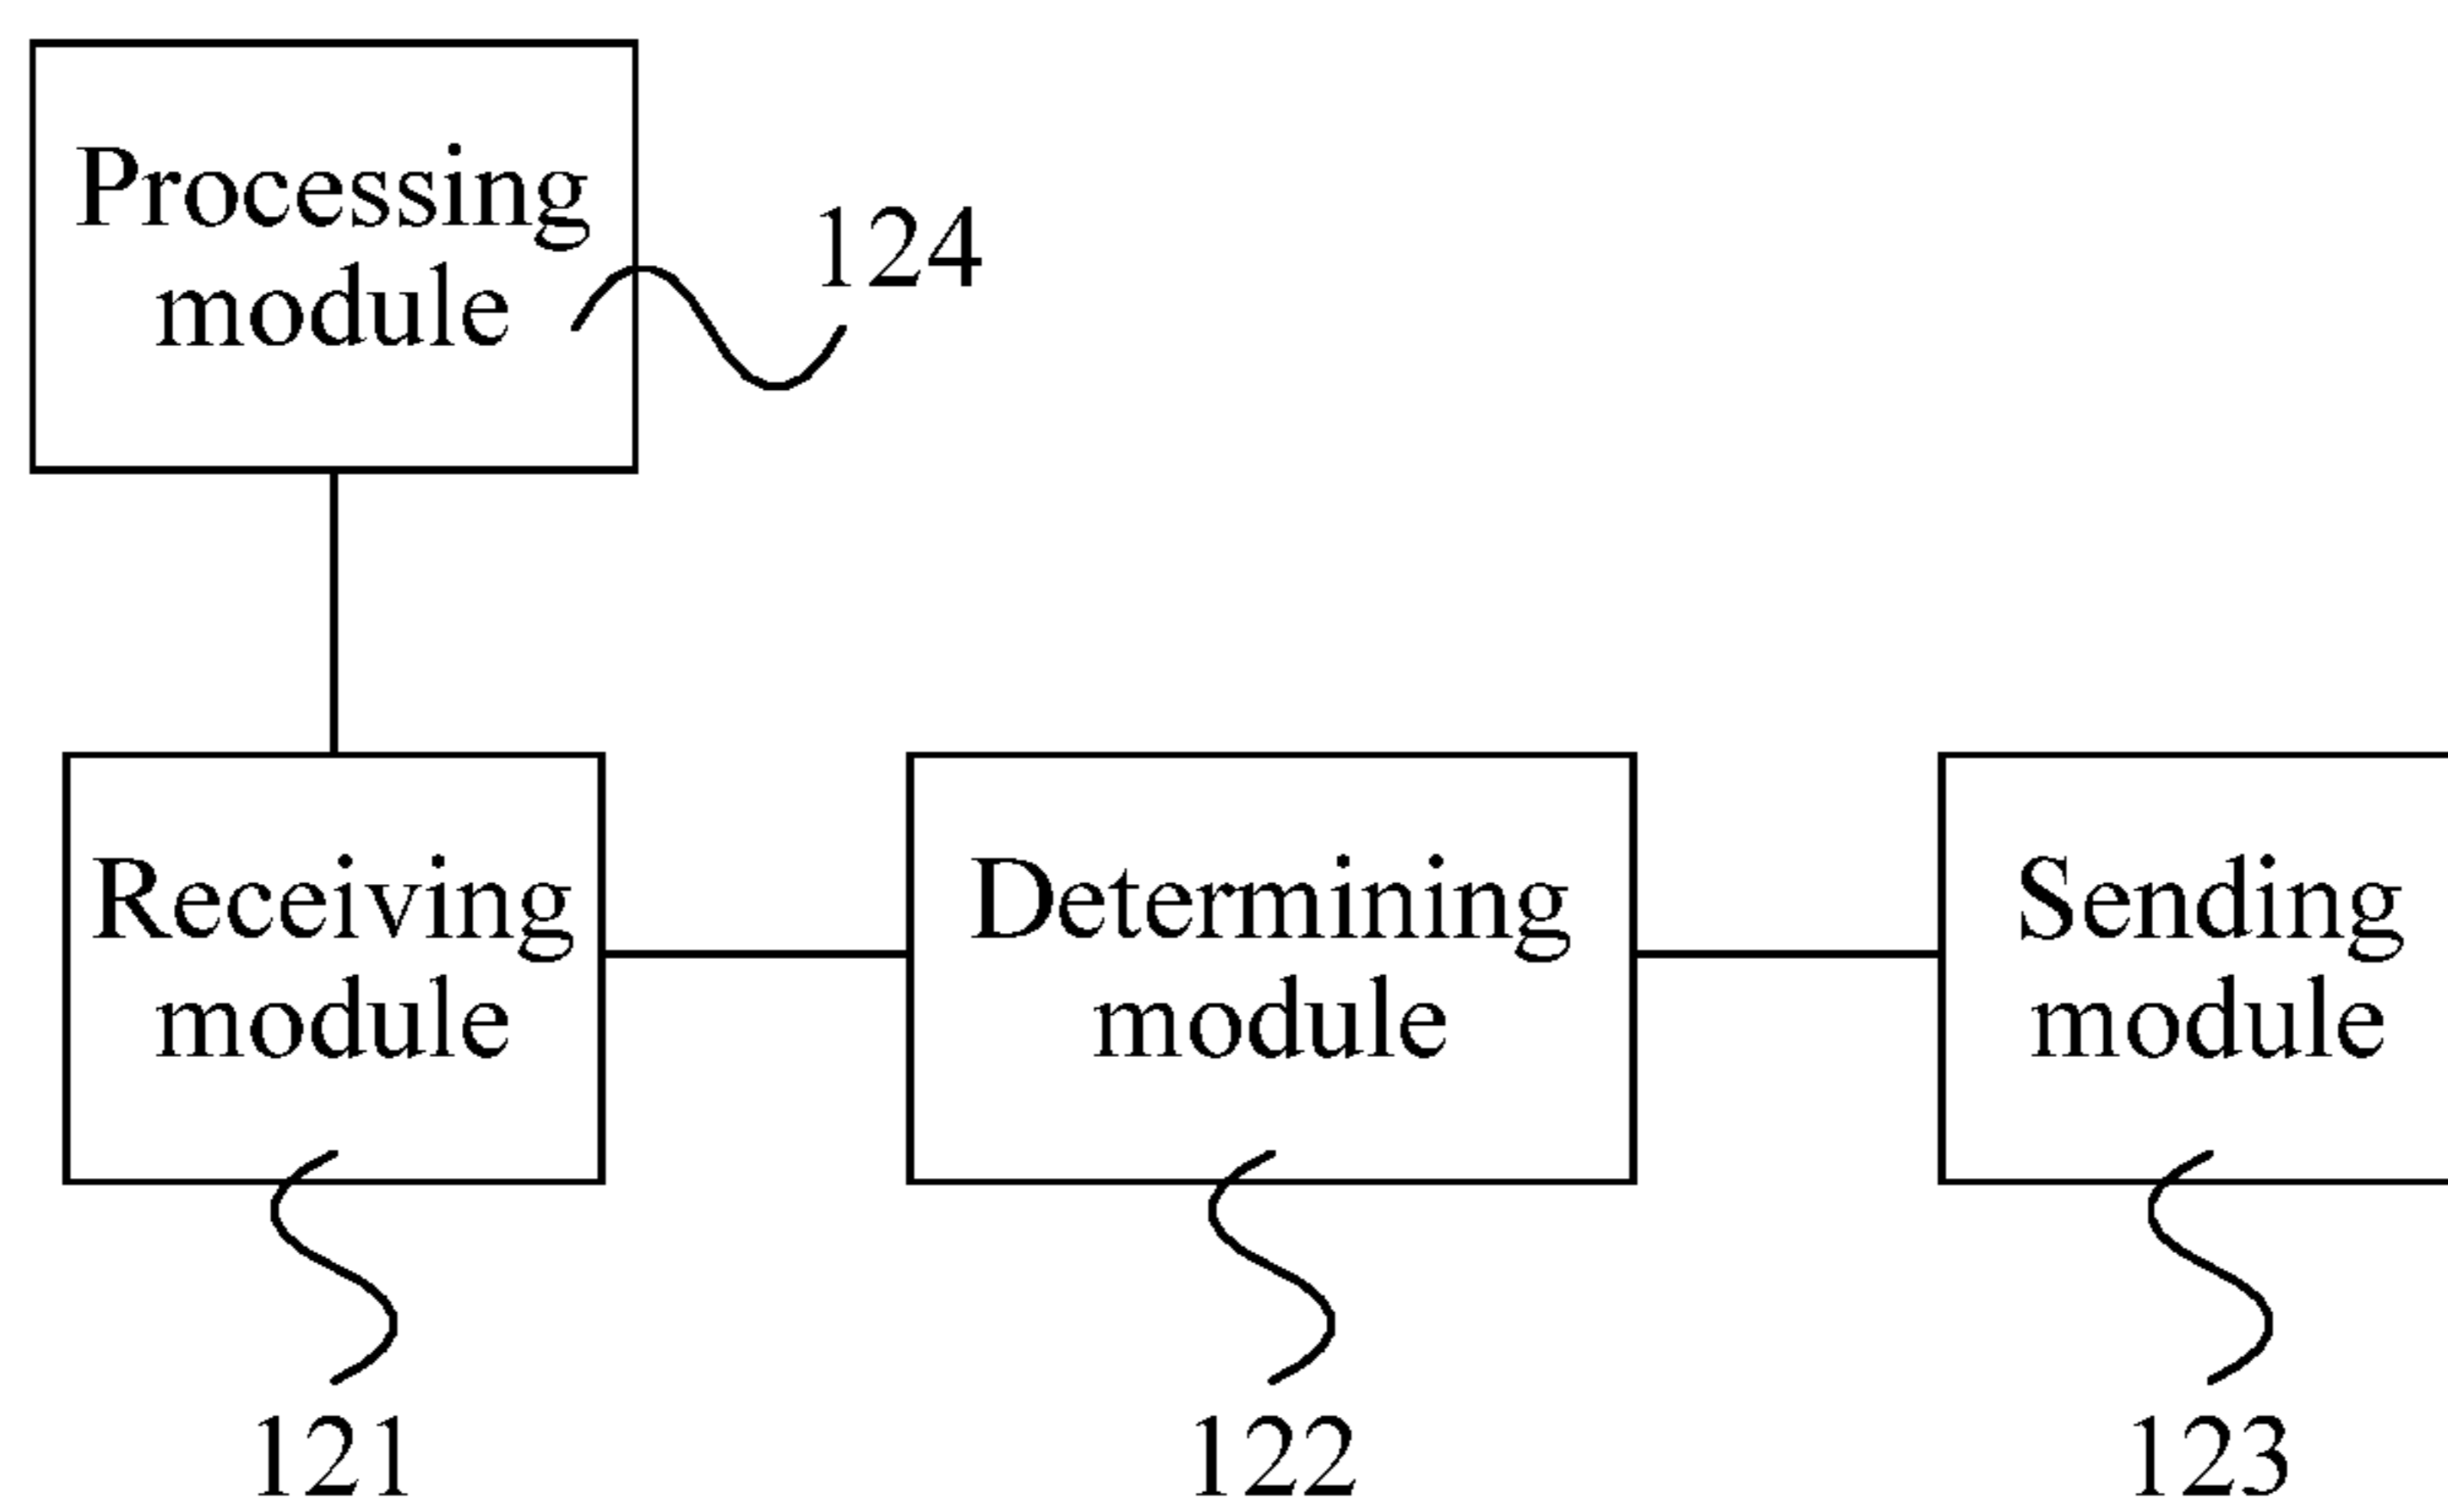 Processing
module
124
Receiving
module
Determining
module
Sending
module
121
122
123